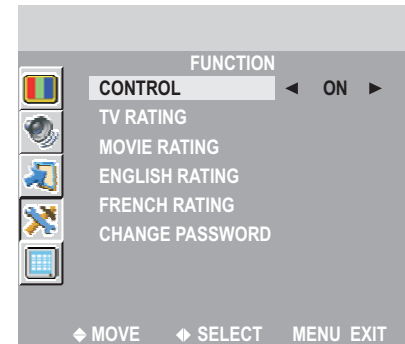 FUNCTION
CONTROL ◄ ON ►
TV RATING
MOVIE RATING
ENGLISH RATING
FRENCH RATING
CHANGE PASSWORD
MOVE SELECT MENU EXIT